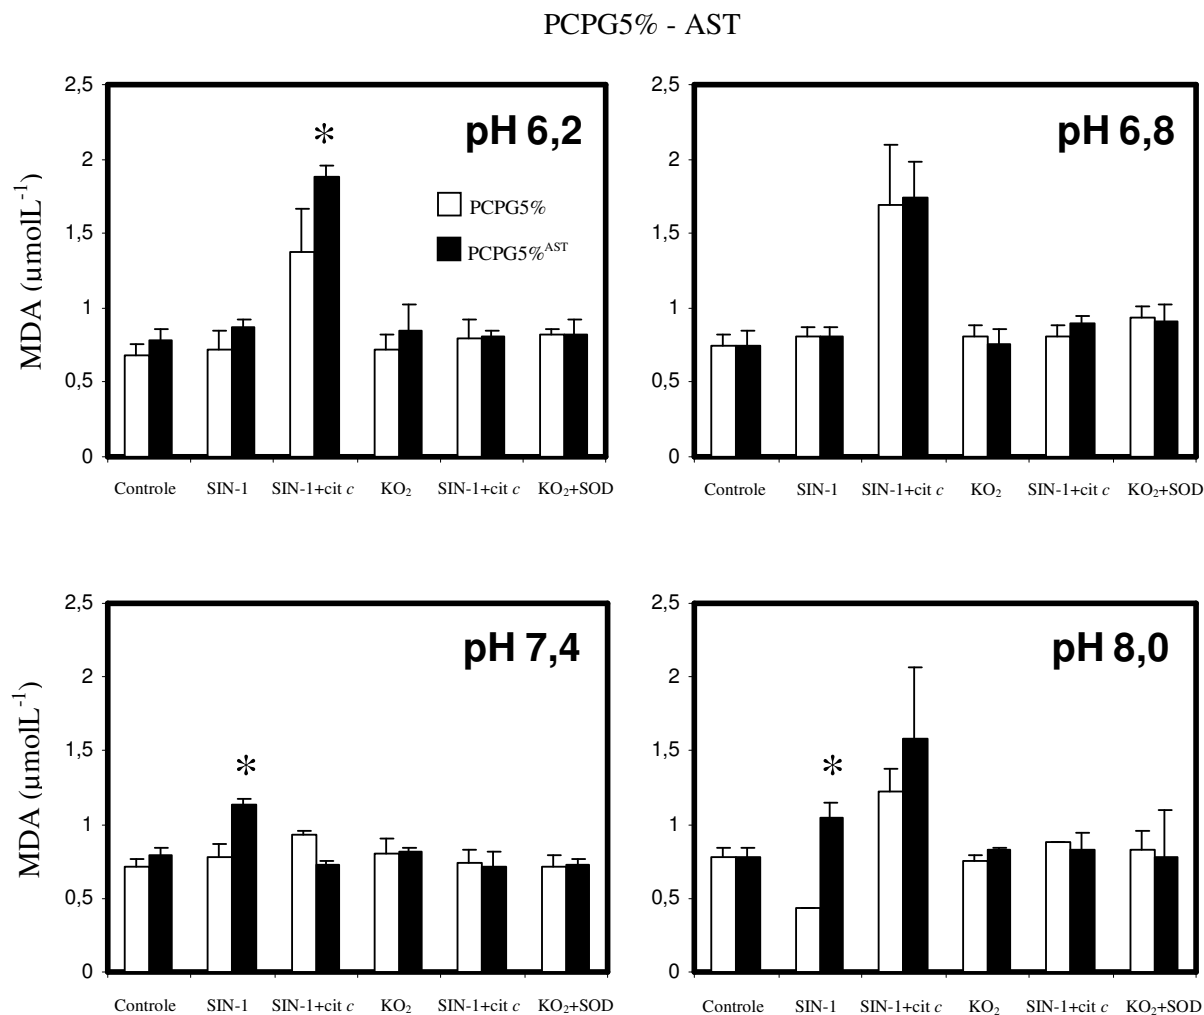 PCPG5% - AST
MDA (µmolL⁻¹)
2,5
2
1,5
1
0,5
0
pH 6,2
*
PCPG5%
PCPG5%ᴬˢᵀ
Controle SIN-1 SIN-1+cit c KO₂ SIN-1+cit c KO₂+SOD
2,5
2
1,5
1
0,5
0
pH 6,8
Controle SIN-1 SIN-1+cit c KO₂ SIN-1+cit c KO₂+SOD
MDA (µmolL⁻¹)
2,5
2
1,5
1
0,5
0
pH 7,4
*
Controle SIN-1 SIN-1+cit c KO₂ SIN-1+cit c KO₂+SOD
2,5
2
1,5
1
0,5
0
pH 8,0
*
Controle SIN-1 SIN-1+cit c KO₂ SIN-1+cit c KO₂+SOD